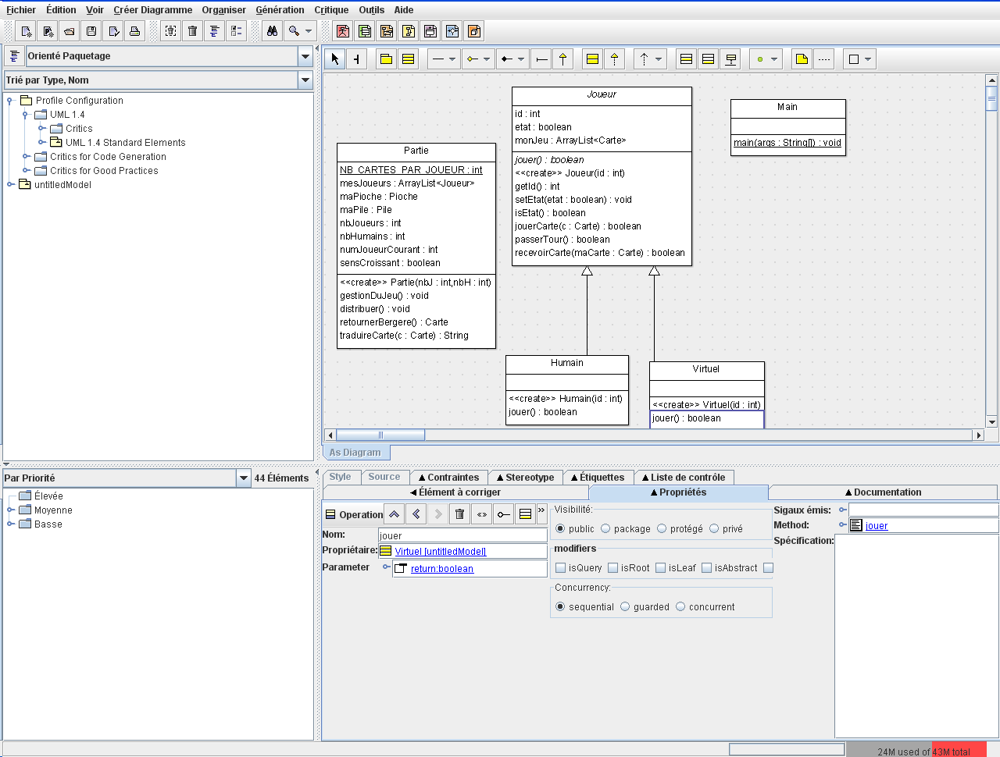 Fichier Édition Voir Créer Diagramme Organiser Génération Critique Outils Aide
Orienté Paquetage
Trié par Type, Nom
Profile Configuration
UML 1.4
Critics
UML 1.4 Standard Elements
Critics for Code Generation
Critics for Good Practices
untitledModel
Partie
NB_CARTES_PAR_JOUEUR : int
mesJoueurs : ArrayList<Joueur>
maPioche : Pioche
maPile : Pile
nbJoueurs : int
nbHumains : int
numJoueurCourant : int
sensCroissant : boolean
<<create>> Partie(nbJ : int,nbH : int)
gestionDuJeu() : void
distribuer() : void
retournerBergere() : Carte
traduireCarte(c : Carte) : String
Joueur
id : int
etat : boolean
monJeu : ArrayList<Carte>
jouer() : boolean
<<create>> Joueur(id : int)
getId() : int
setEtat(etat : boolean) : void
isEtat() : boolean
jouerCarte(c : Carte) : boolean
passerTour() : boolean
recevoirCarte(maCarte : Carte) : boolean
Main
main(args : String[]) : void
Humain
<<create>> Humain(id : int)
jouer() : boolean
Virtuel
<<create>> Virtuel(id : int)
jouer() : boolean
As Diagram
Par Priorité 44 Éléments
Élevée
Moyenne
Basse
Style Source Contraintes Stereotype Étiquettes Liste de contrôle
Élément à corriger Propriétés Documentation
Operation
Nom: jouer
Propriétaire: Virtuel [untitledModel]
Parameter return:boolean
Visibilité:
public package protégé privé
modifiers
isQuery isRoot isLeaf isAbstract
Concurrency:
sequential guarded concurrent
Sigaux émis:
Method: jouer
Spécification:
24M used of 43M total